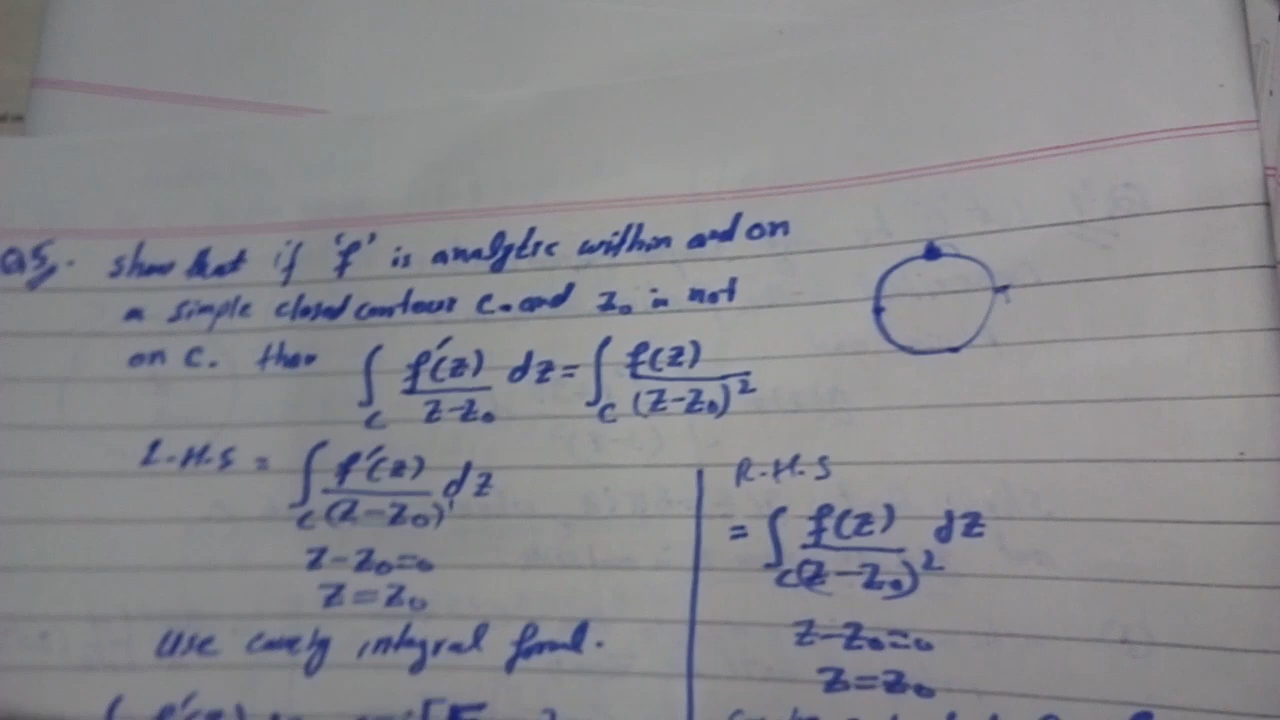 Q5. show that if 'f' is analytic within and on
a simple closed contour C. and z₀ is not
on C. then ∫_C f'(z)/(z-z₀) dz = ∫_C f(z)/(z-z₀)²
L.H.S = ∫_C f'(z)/(z-z₀)¹ dz
z-z₀=0
z=z₀
Use cauchy integral formul.
R.H.S
= ∫_C f(z)/(z-z₀)² dz
z-z₀=0
z=z₀